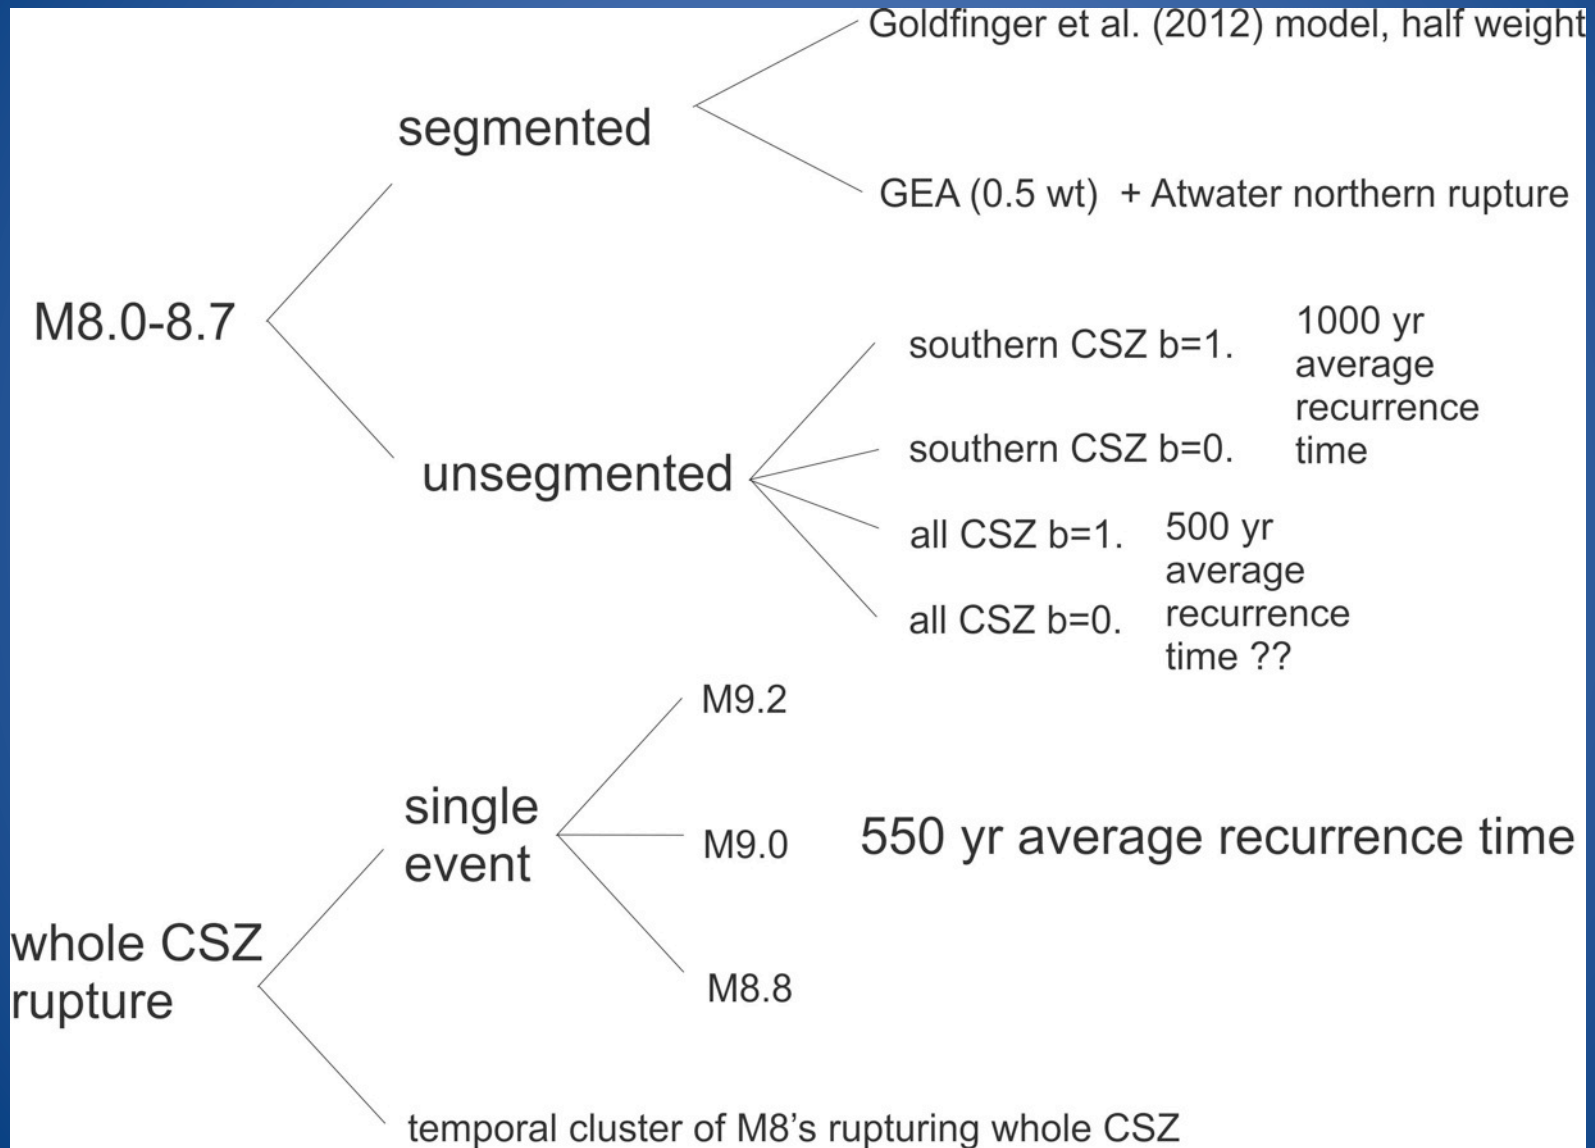 Goldfinger et al. (2012) model, half weight
segmented
GEA (0.5 wt) + Atwater northern rupture
M8.0-8.7
southern CSZ b=1.
southern CSZ b=0.
1000 yr
average
recurrence
time
unsegmented
all CSZ b=1.
all CSZ b=0.
500 yr
average
recurrence
time ??
M9.2
single
event
M9.0
550 yr average recurrence time
whole CSZ
rupture
M8.8
temporal cluster of M8’s rupturing whole CSZ